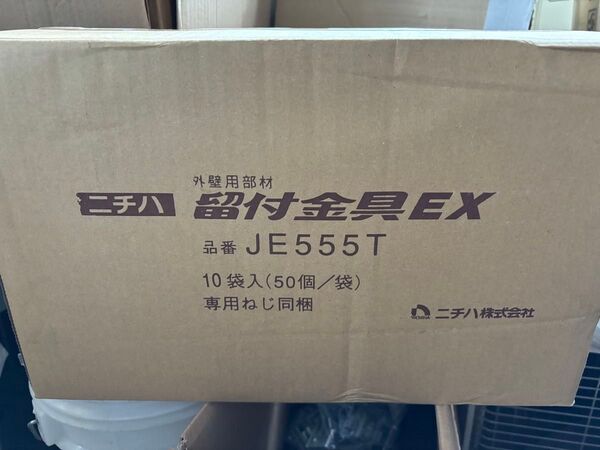 外壁用部材
ニチハ 留付金具EX
品番 JE555T
10袋入(50個/袋)
専用ねじ同梱
ニチハ株式会社